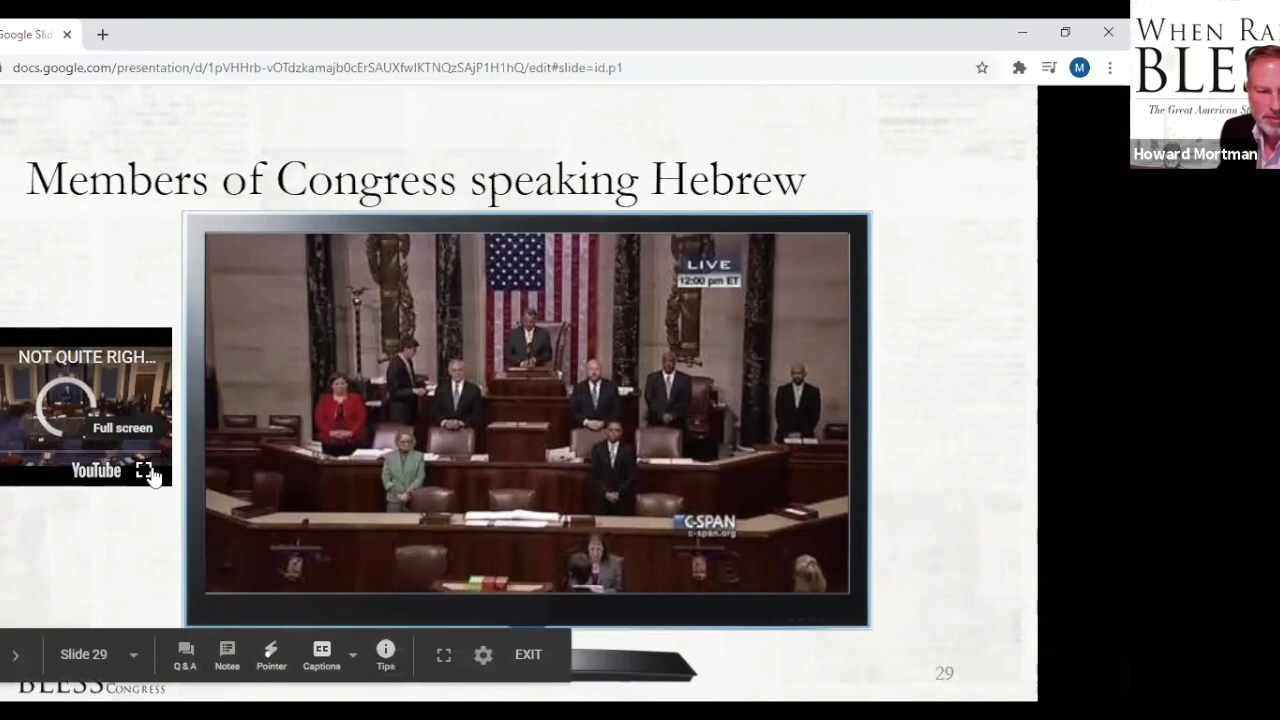 Google Slid
docs.google.com/presentation/d/1pVHHrb-vOTdzkamajb0cErSAUXfwIKTNQzSAjP1H1hQ/edit#slide=id.p1
M
WHEN RA
BLES
The Great American
Howard Mortman
Members of Congress speaking Hebrew
LIVE
12:00 pm ET
NOT QUITE RIGH...
Full screen
YouTube
C-SPAN
c-span.org
Slide 29
Q & A
Notes
Pointer
CC
Captions
Tips
EXIT
BLESS CONGRESS
29